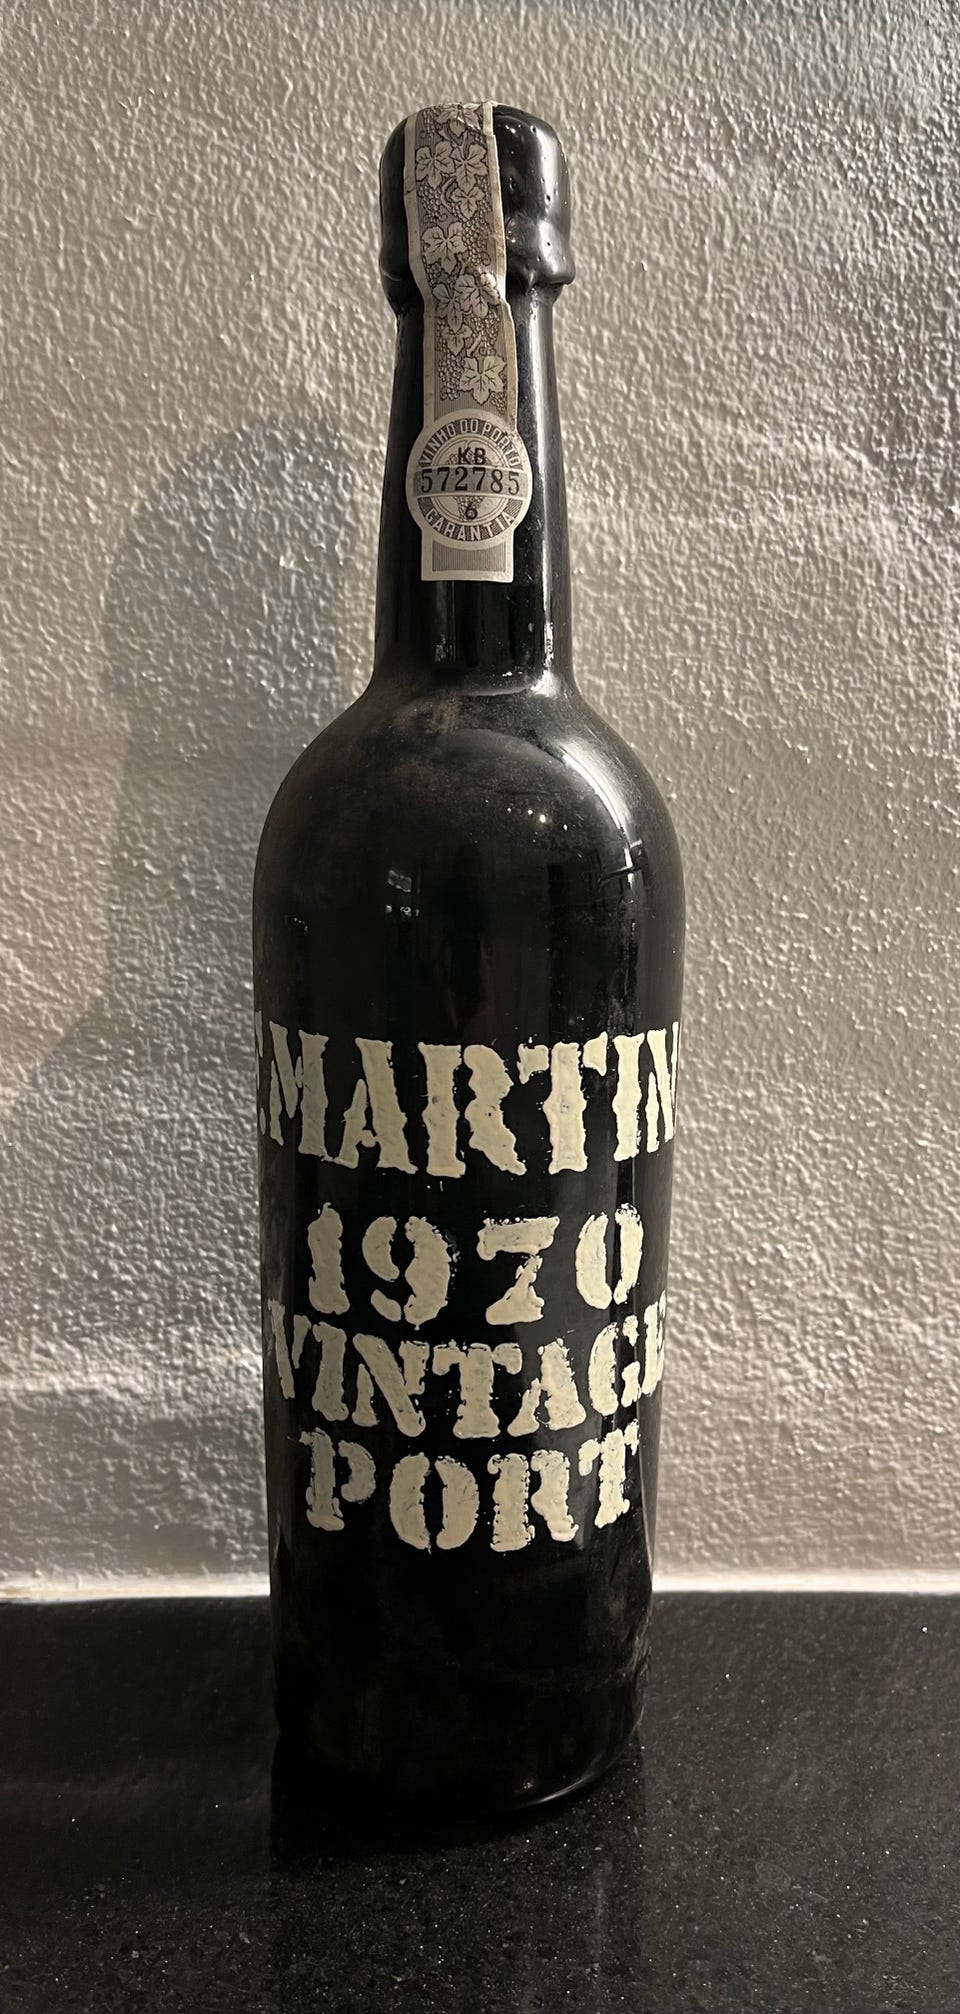 VINHO DO PORTO
KB
572785
6
GARANTIA
MARTIN
1970
VINTAGE
PORT